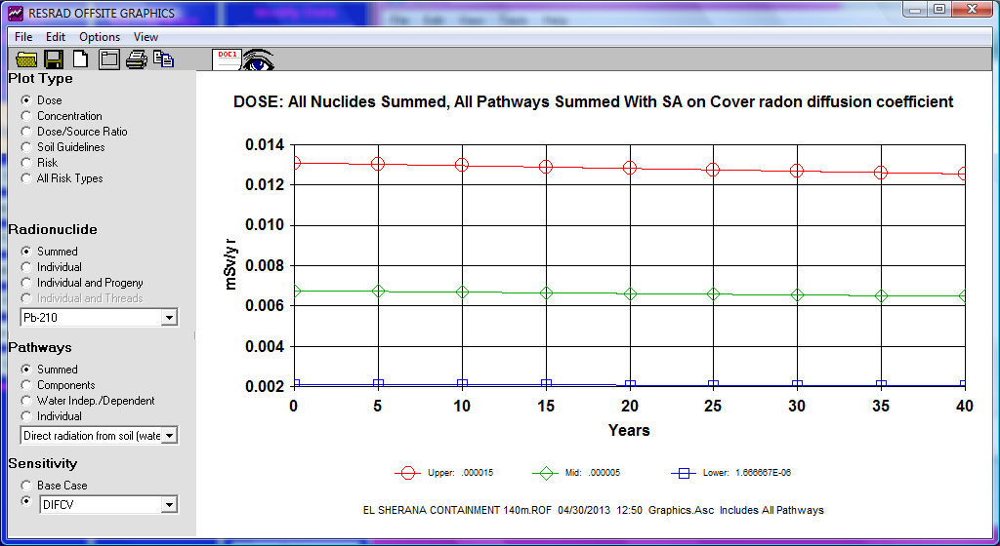 RESRAD OFFSITE GRAPHICS
File Edit Options View
DOE1
Plot Type
Dose
Concentration
Dose/Source Ratio
Soil Guidelines
Risk
All Risk Types
Radionuclide
Summed
Individual
Individual and Progeny
Individual and Threads
Pb-210
Pathways
Summed
Components
Water Indep./Dependent
Individual
Direct radiation from soil (wate
Sensitivity
Base Case
DIFCV
DOSE: All Nuclides Summed, All Pathways Summed With SA on Cover radon diffusion coefficient
mSv/yr
0.014
0.012
0.010
0.008
0.006
0.004
0.002
0 5 10 15 20 25 30 35 40
Years
Upper: .000015 Mid: .000005 Lower: 1.666667E-06
EL SHERANA CONTAINMENT 140m.ROF 04/30/2013 12:50 Graphics.Asc Includes All Pathways